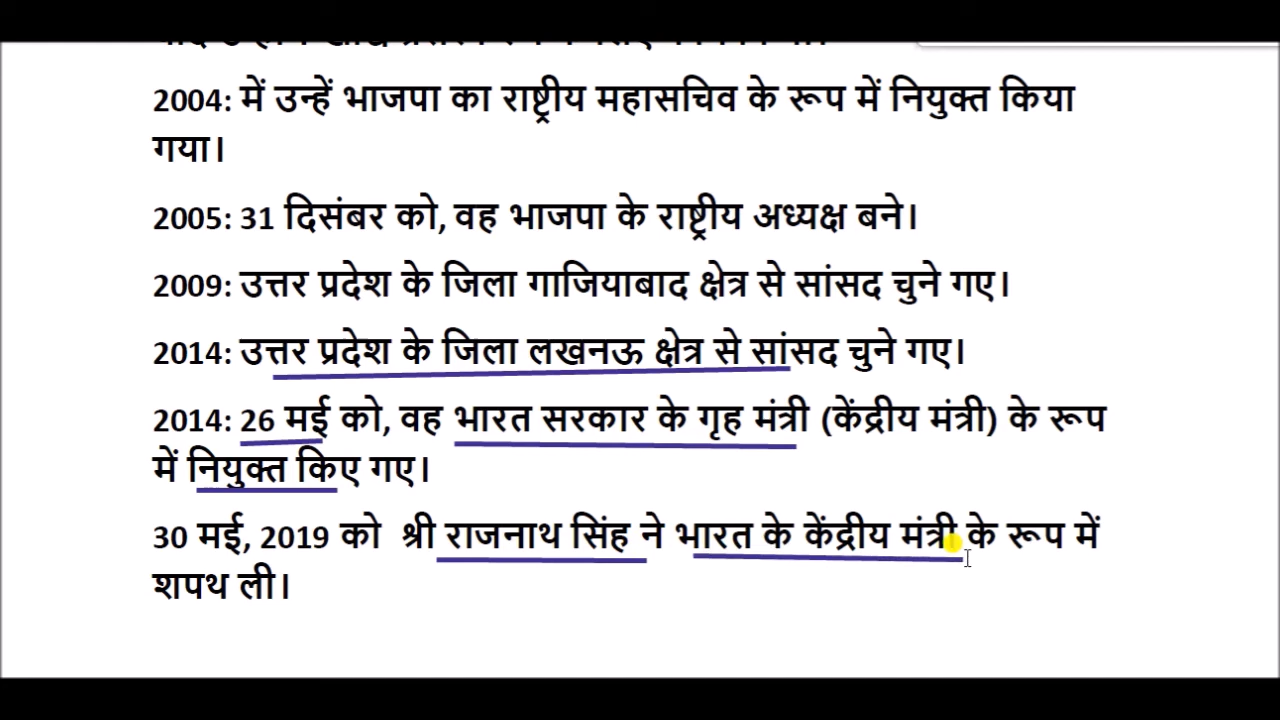 2004: में उन्हें भाजपा का राष्ट्रीय महासचिव के रूप में नियुक्त किया
गया।
2005: 31 दिसंबर को, वह भाजपा के राष्ट्रीय अध्यक्ष बने।
2009: उत्तर प्रदेश के जिला गाजियाबाद क्षेत्र से सांसद चुने गए।
2014: उत्तर प्रदेश के जिला लखनऊ क्षेत्र से सांसद चुने गए।
2014: 26 मई को, वह भारत सरकार के गृह मंत्री (केंद्रीय मंत्री) के रूप
में नियुक्त किए गए।
30 मई, 2019 को श्री राजनाथ सिंह ने भारत के केंद्रीय मंत्री के रूप में
शपथ ली।